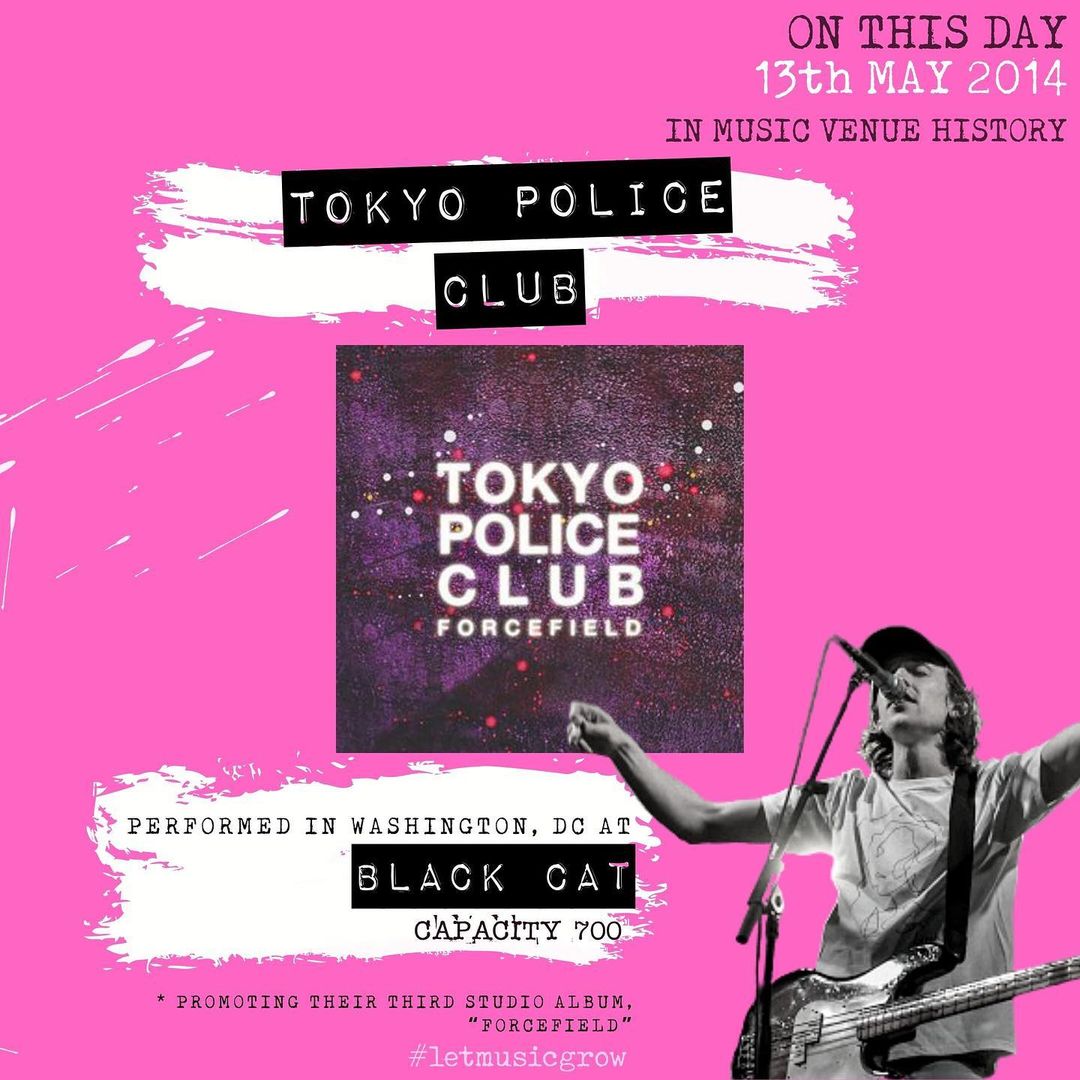 ON THIS DAY
13th MAY 2014
IN MUSIC VENUE HISTORY
TOKYO POLICE
CLUB
TOKYO
POLICE
CLUB
FORCEFIELD
PERFORMED IN WASHINGTON, DC AT
BLACK CAT
CAPACITY 700
* PROMOTING THEIR THIRD STUDIO ALBUM,
"FORCEFIELD"
#letmusicgrow